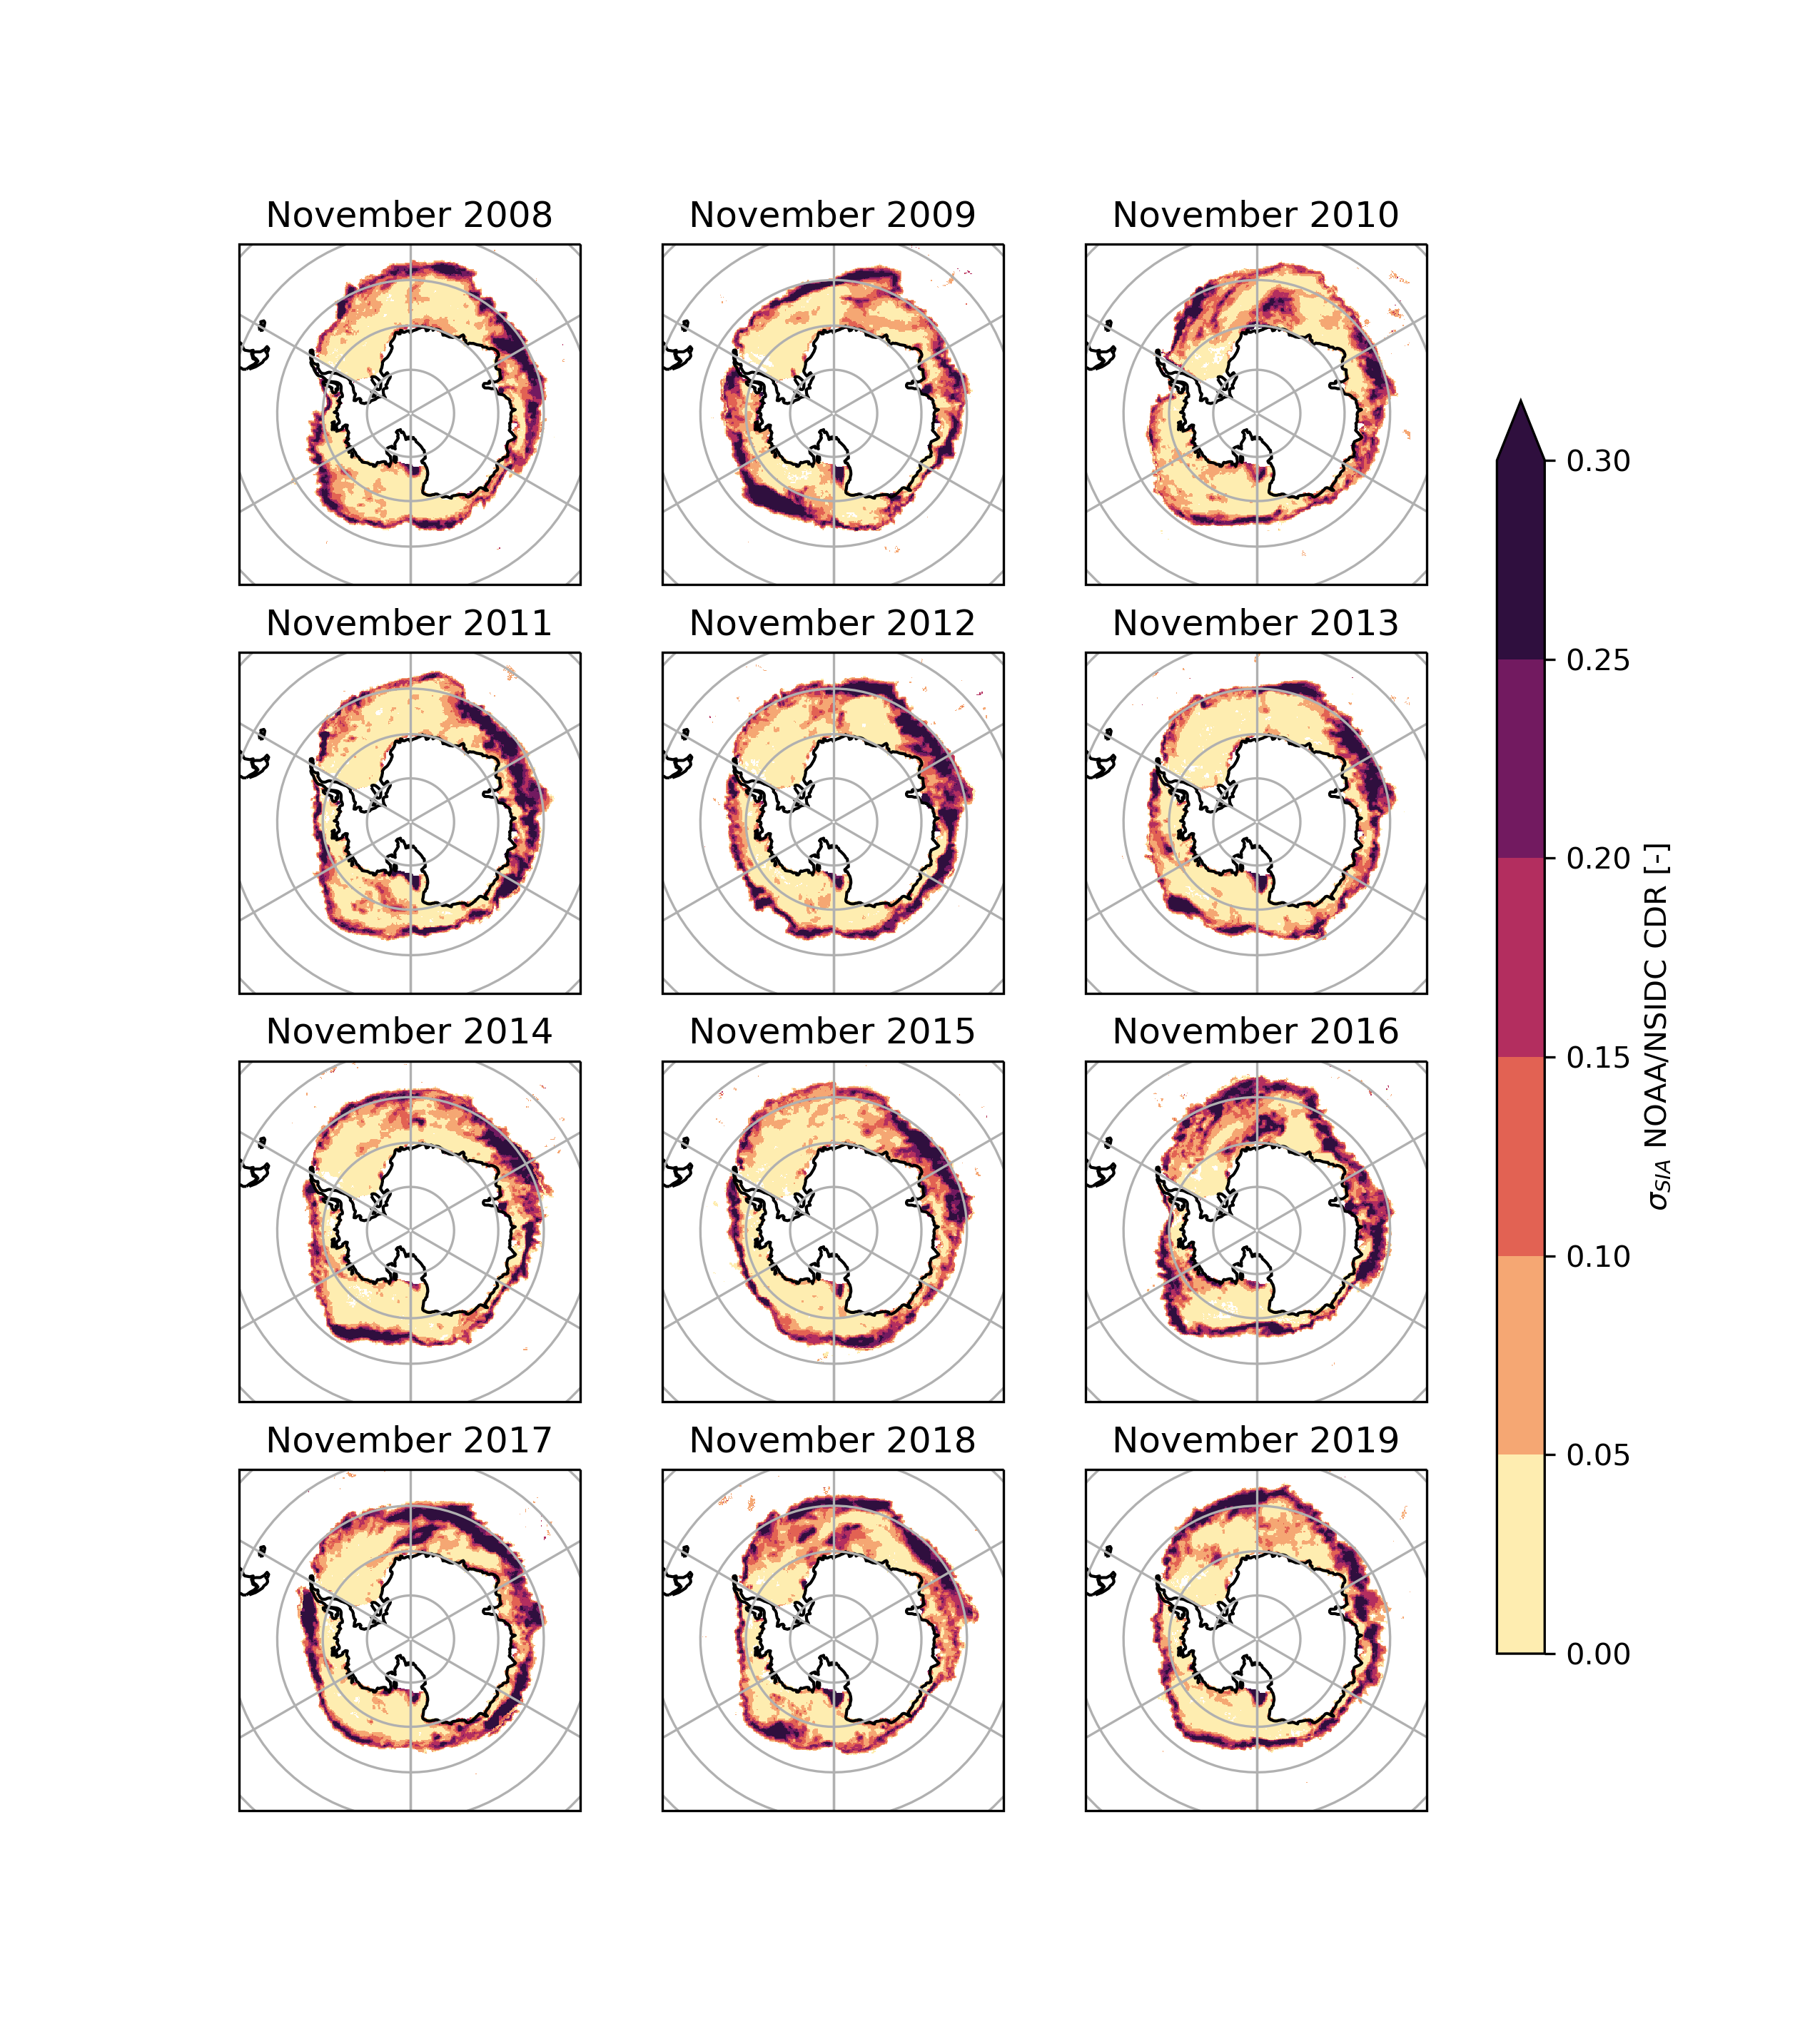 November 2008
November 2009
November 2010
November 2011
November 2012
November 2013
November 2014
November 2015
November 2016
November 2017
November 2018
November 2019
0.30
0.25
0.20
0.15
0.10
0.05
0.00
σSIA NOAA/NSIDC CDR [-]